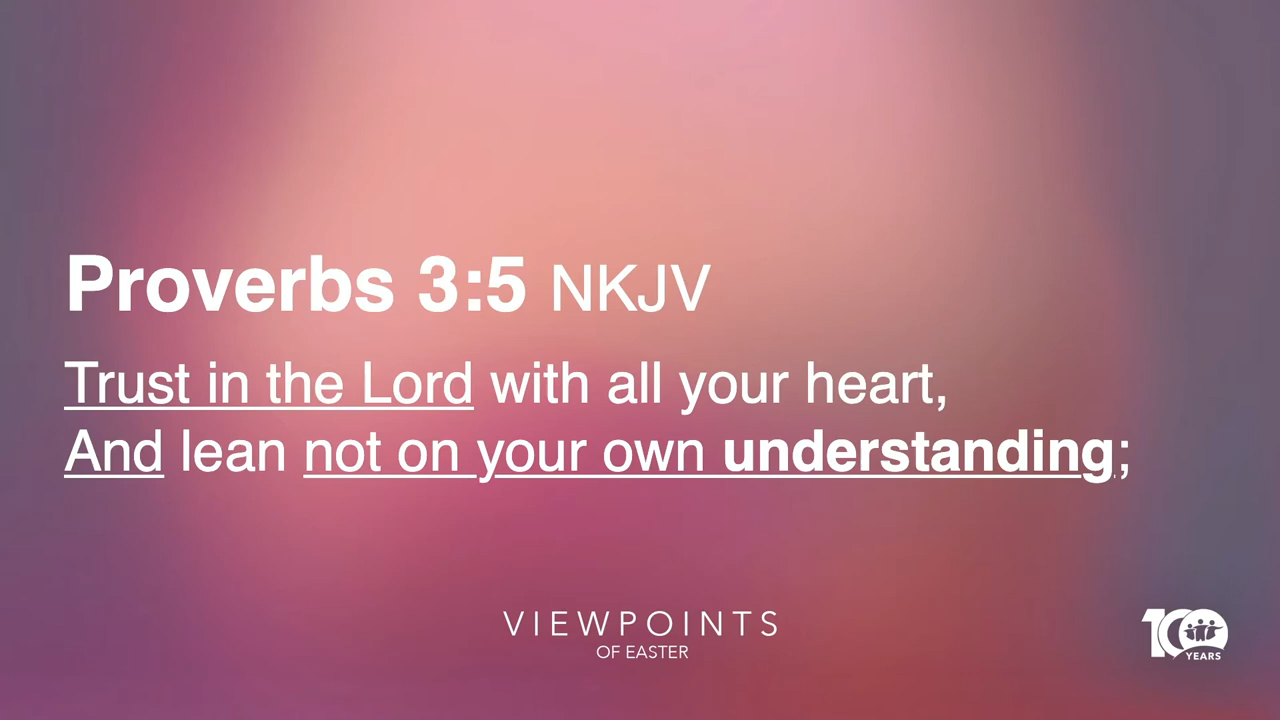 Proverbs 3:5 NKJV
Trust in the Lord with all your heart,
And lean not on your own understanding;
VIEWPOINTS
OF EASTER
100
YEARS